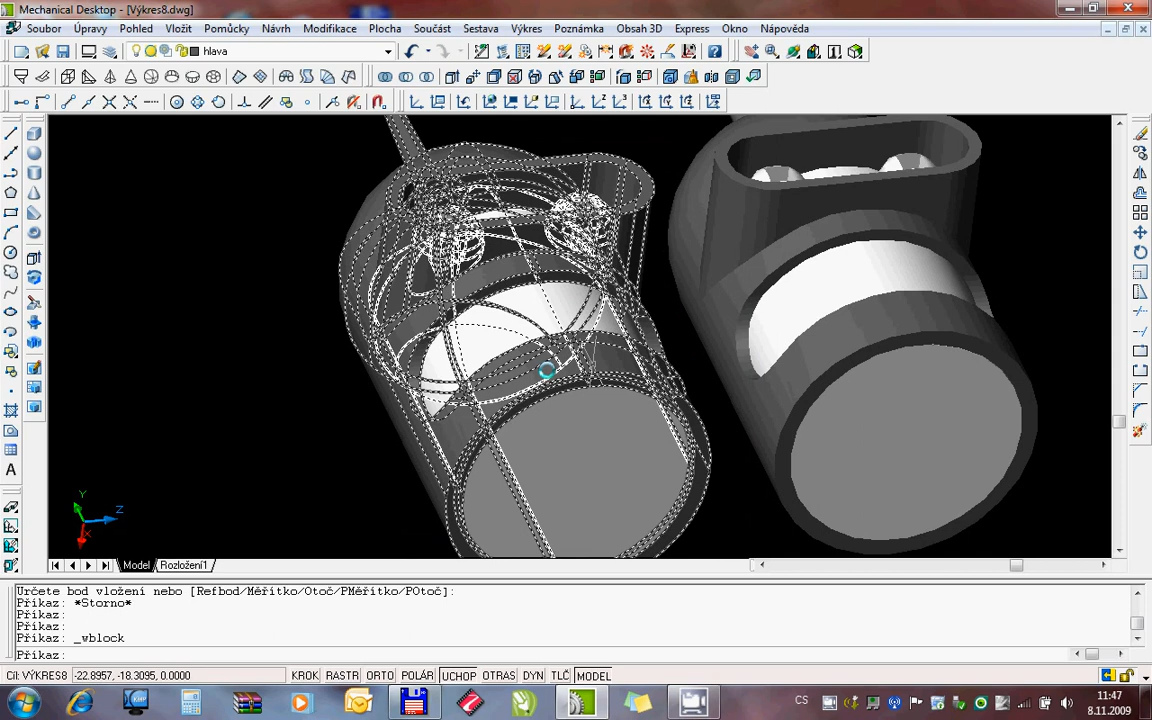 Mechanical Desktop - [Výkres8.dwg]
Soubor Úpravy Pohled Vložit Pomůcky Návrh Modifikace Plocha Součást Sestava Výkres Poznámka Obsah 3D Express Okno Nápověda
hlava
A
Y
Z
X
Model Rozložení1
Určete bod vložení nebo [Refbod/Měřítko/Otoč/PMěřítko/POtoč]:
Příkaz: *Storno*
Příkaz:
Příkaz:
Příkaz: _wblock
Příkaz:
Cíl: VÝKRES8 -22.8957, -18.3095, 0.0000 KROK RASTR ORTO POLÁR UCHOP OTRAS DYN TLČ MODEL
CS
11:47
8.11.2009